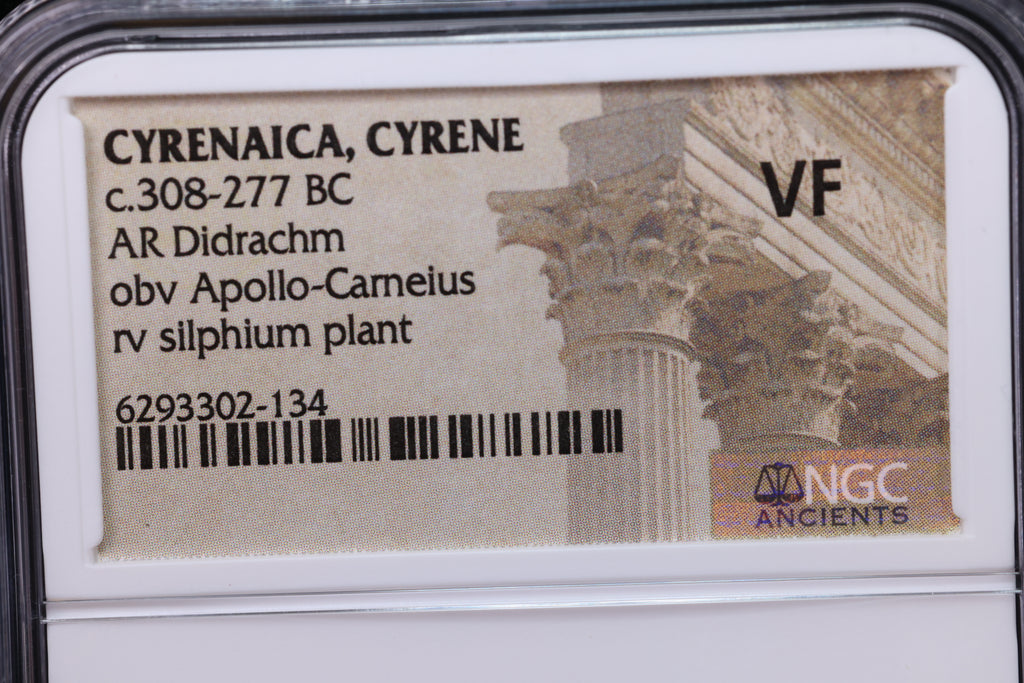 CYRENAICA, CYRENE
c.308-277 BC
AR Didrachm
obv Apollo-Carneius
rv silphium plant
6293302-134
VF
NGC
ANCIENTS